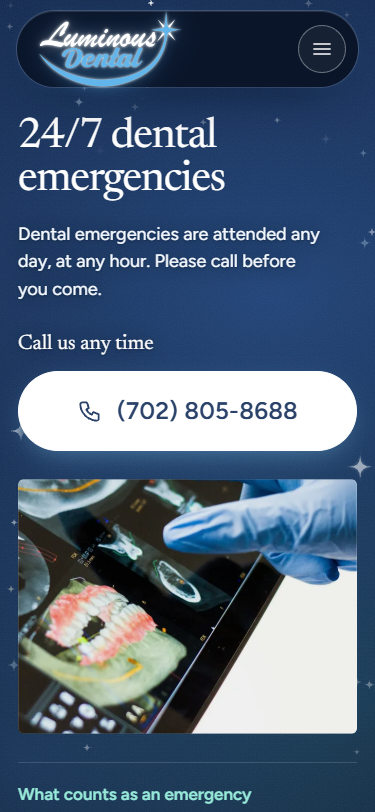 Luminous
Dental
24/7 dental
emergencies
Dental emergencies are attended any
day, at any hour. Please call before
you come.
Call us any time
(702) 805-8688
What counts as an emergency